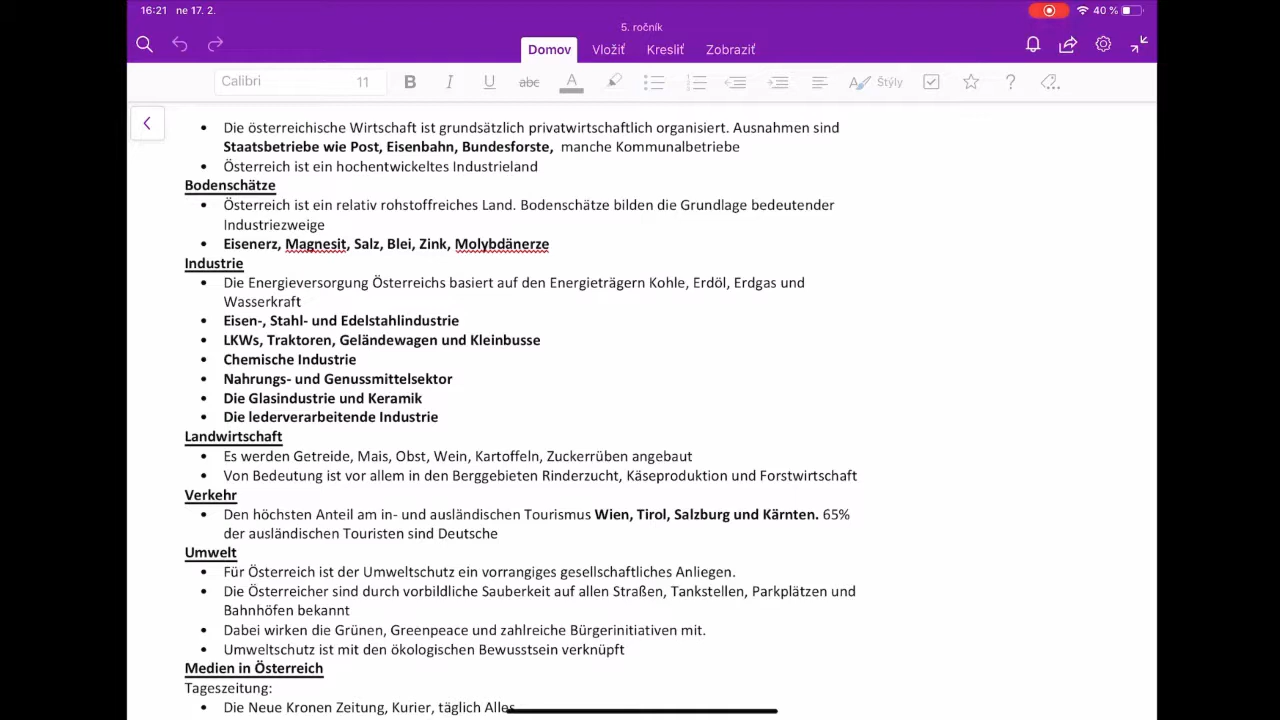 16:21 ne 17. 2.
40 %
5. ročník
Domov Vložiť Kresliť Zobraziť
Calibri 11 B I U abc A Štýly ?
• Die österreichische Wirtschaft ist grundsätzlich privatwirtschaftlich organisiert. Ausnahmen sind
Staatsbetriebe wie Post, Eisenbahn, Bundesforste, manche Kommunalbetriebe
• Österreich ist ein hochentwickeltes Industrieland
Bodenschätze
• Österreich ist ein relativ rohstoffreiches Land. Bodenschätze bilden die Grundlage bedeutender
Industriezweige
• Eisenerz, Magnesit, Salz, Blei, Zink, Molybdänerze
Industrie
• Die Energieversorgung Österreichs basiert auf den Energieträgern Kohle, Erdöl, Erdgas und
Wasserkraft
• Eisen-, Stahl- und Edelstahlindustrie
• LKWs, Traktoren, Geländewagen und Kleinbusse
• Chemische Industrie
• Nahrungs- und Genussmittelsektor
• Die Glasindustrie und Keramik
• Die lederverarbeitende Industrie
Landwirtschaft
• Es werden Getreide, Mais, Obst, Wein, Kartoffeln, Zuckerrüben angebaut
• Von Bedeutung ist vor allem in den Berggebieten Rinderzucht, Käseproduktion und Forstwirtschaft
Verkehr
• Den höchsten Anteil am in- und ausländischen Tourismus Wien, Tirol, Salzburg und Kärnten. 65%
der ausländischen Touristen sind Deutsche
Umwelt
• Für Österreich ist der Umweltschutz ein vorrangiges gesellschaftliches Anliegen.
• Die Österreicher sind durch vorbildliche Sauberkeit auf allen Straßen, Tankstellen, Parkplätzen und
Bahnhöfen bekannt
• Dabei wirken die Grünen, Greenpeace und zahlreiche Bürgerinitiativen mit.
• Umweltschutz ist mit den ökologischen Bewusstsein verknüpft
Medien in Österreich
Tageszeitung:
• Die Neue Kronen Zeitung, Kurier, täglich Alles